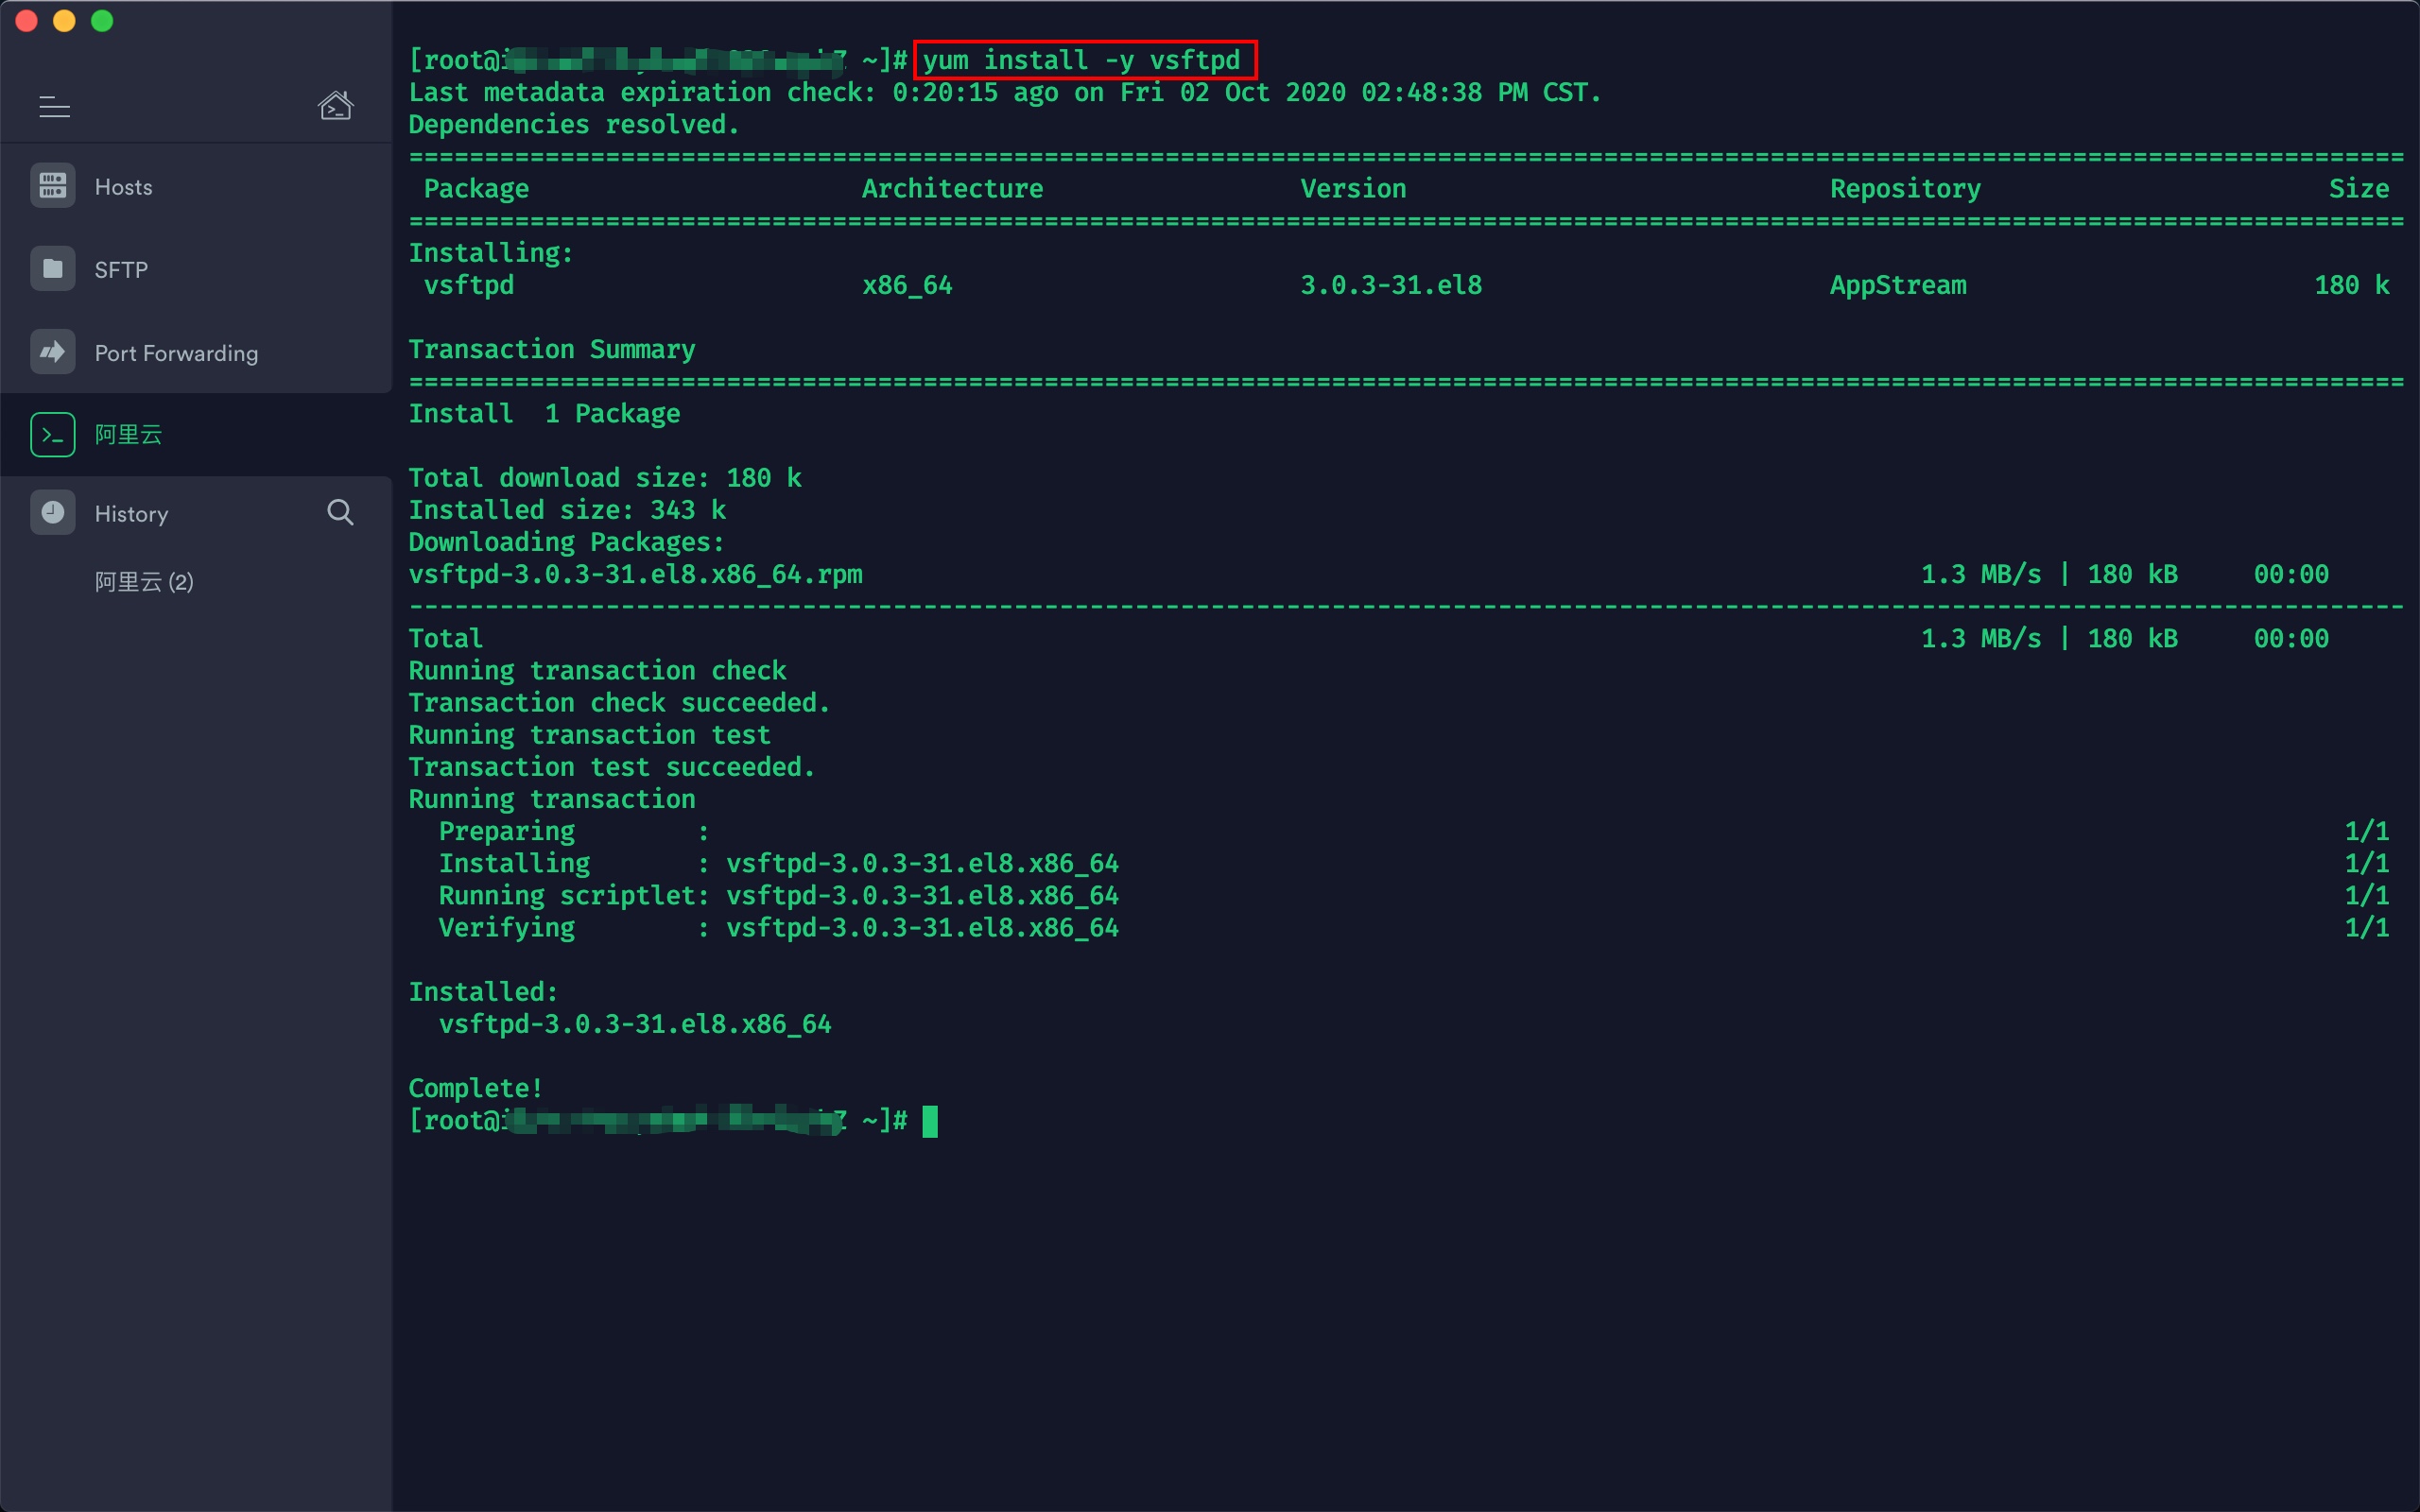 Hosts
SFTP
Port Forwarding
阿里云
History
阿里云 (2)
[root@i ~]# yum install -y vsftpd
Last metadata expiration check: 0:20:15 ago on Fri 02 Oct 2020 02:48:38 PM CST.
Dependencies resolved.
================================================================================
Package Architecture Version Repository Size
================================================================================
Installing:
vsftpd x86_64 3.0.3-31.el8 AppStream 180 k
Transaction Summary
================================================================================
Install 1 Package
Total download size: 180 k
Installed size: 343 k
Downloading Packages:
vsftpd-3.0.3-31.el8.x86_64.rpm 1.3 MB/s | 180 kB 00:00
--------------------------------------------------------------------------------
Total 1.3 MB/s | 180 kB 00:00
Running transaction check
Transaction check succeeded.
Running transaction test
Transaction test succeeded.
Running transaction
Preparing : 1/1
Installing : vsftpd-3.0.3-31.el8.x86_64 1/1
Running scriptlet: vsftpd-3.0.3-31.el8.x86_64 1/1
Verifying : vsftpd-3.0.3-31.el8.x86_64 1/1
Installed:
vsftpd-3.0.3-31.el8.x86_64
Complete!
[root@i ~]#